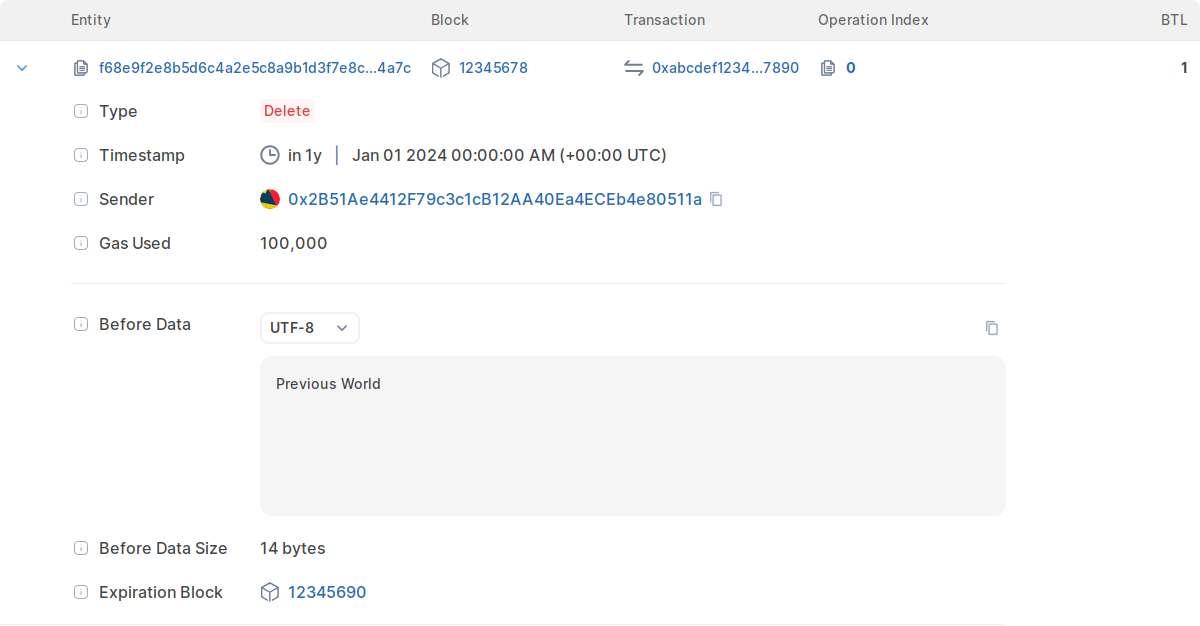 Entity Block Transaction Operation Index BTL
f68e9f2e8b5d6c4a2e5c8a9b1d3f7e8c...4a7c 12345678 0xabcdef1234...7890 0 1
Type Delete
Timestamp in 1y | Jan 01 2024 00:00:00 AM (+00:00 UTC)
Sender 0x2B51Ae4412F79c3c1cB12AA40Ea4ECEb4e80511a
Gas Used 100,000
Before Data UTF-8
Previous World
Before Data Size 14 bytes
Expiration Block 12345690